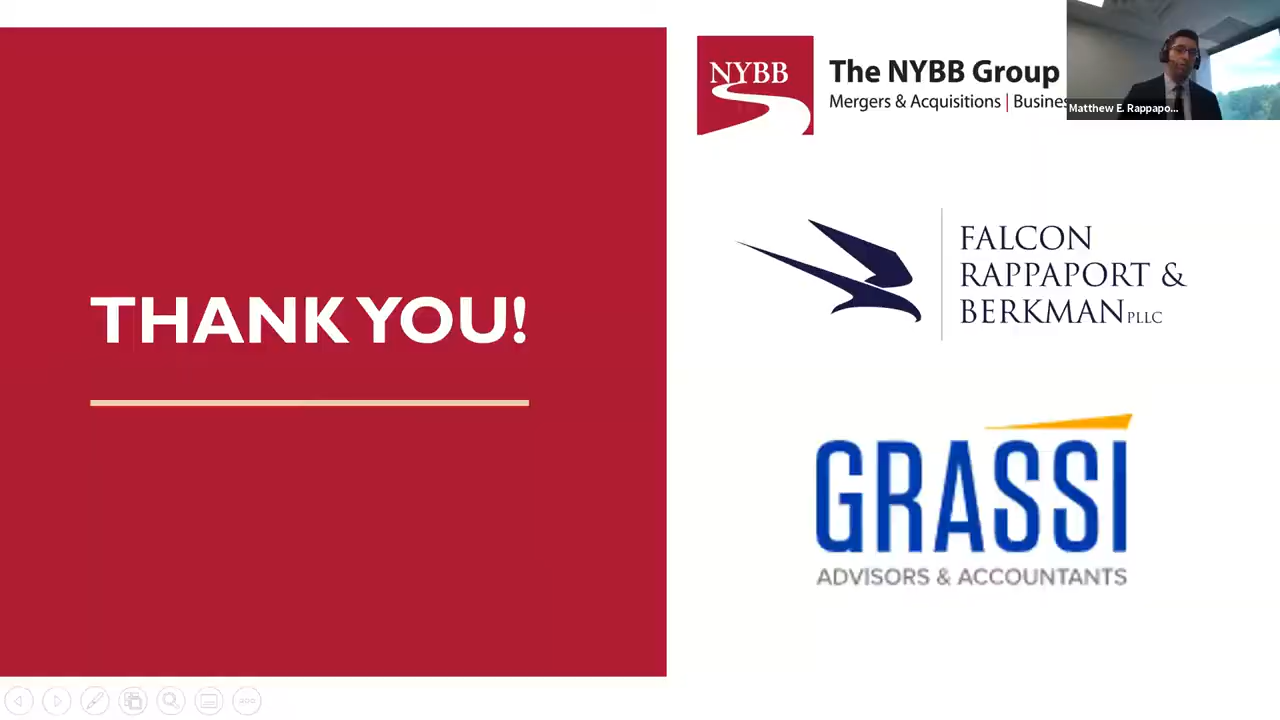 THANK YOU!
NYBB
The NYBB Group
Mergers & Acquisitions | Busines
Matthew E. Rappapo...
FALCON
RAPPAPORT &
BERKMAN PLLC
GRASSI
ADVISORS & ACCOUNTANTS